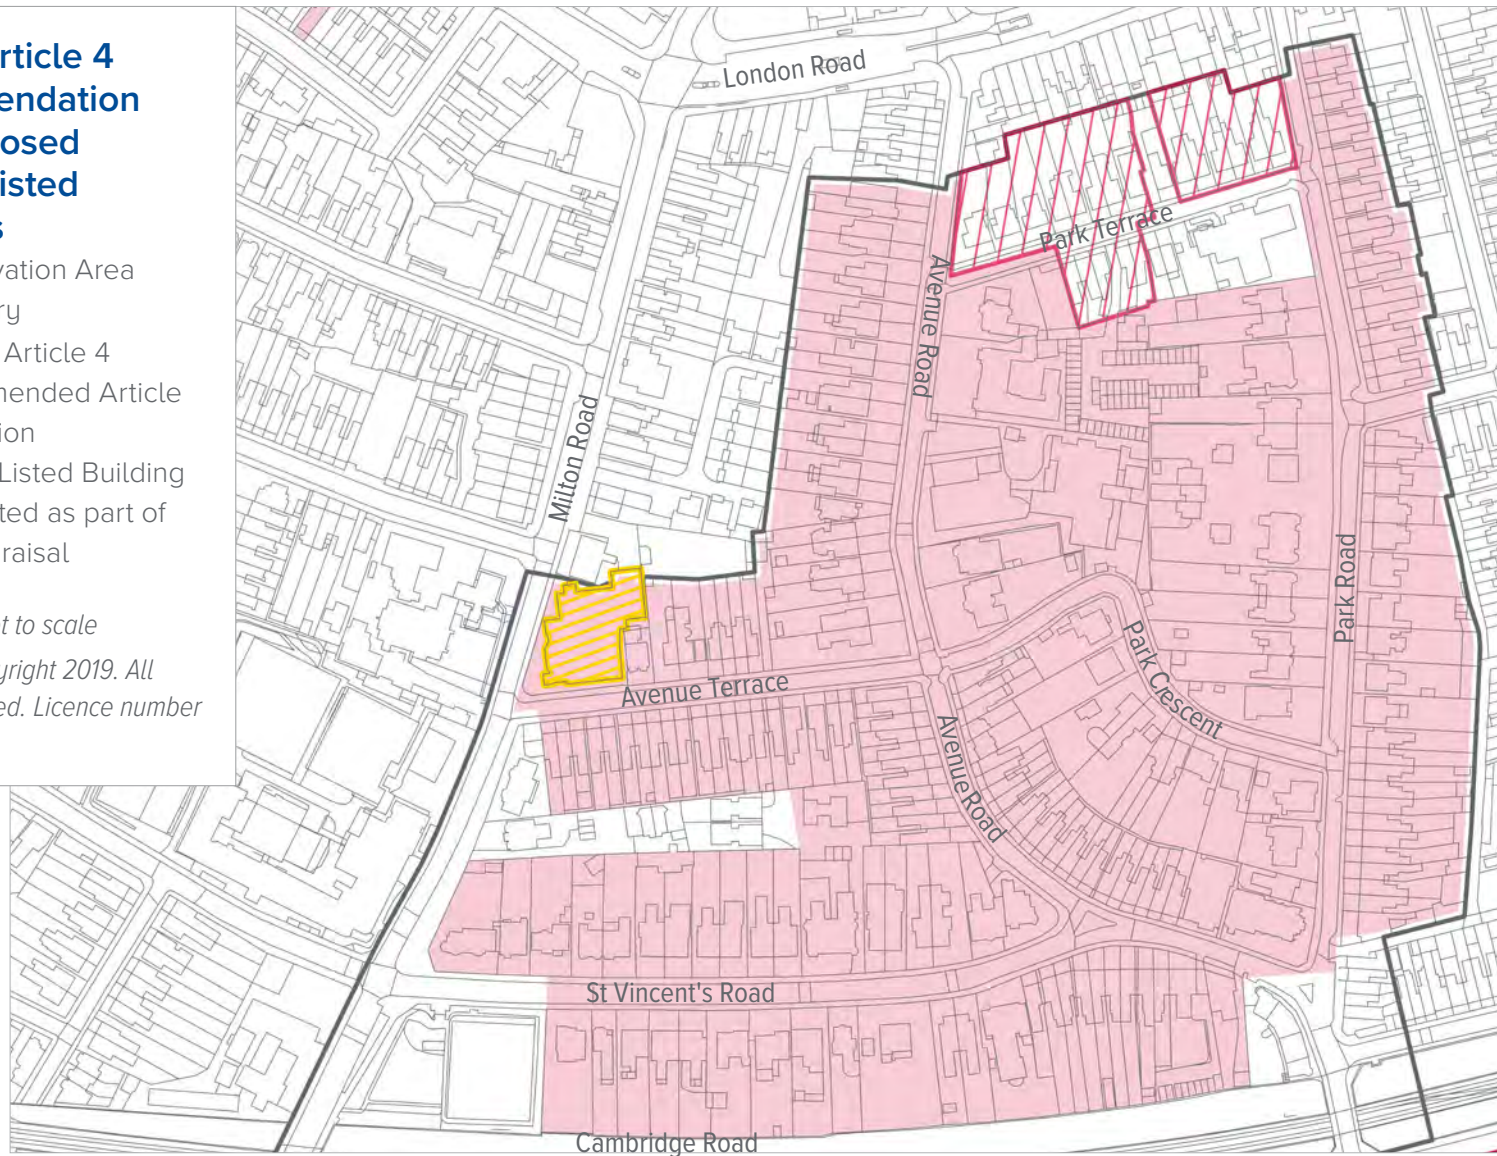 rticle 4
endation
osed
isted
s
vation Area
ry
Article 4
mended Article
ion
Listed Building
ted as part of
raisal
t to scale
yright 2019. All
ed. Licence number
London Road
Park Terrace
Avenue Road
Milton Road
Park Road
Park Crescent
Avenue Terrace
Avenue Road
St Vincent's Road
Cambridge Road